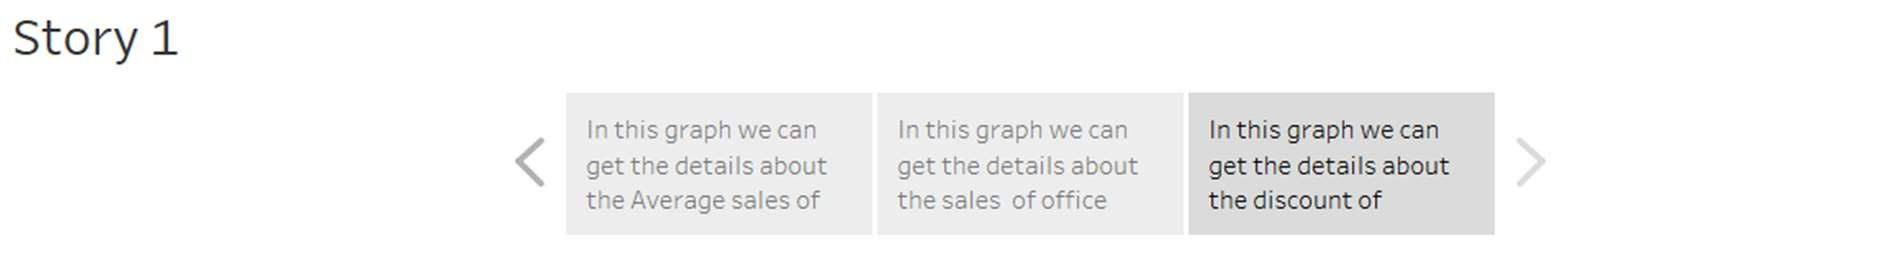 Story 1
In this graph we can
get the details about
the Average sales of
In this graph we can
get the details about
the sales  of office
In this graph we can
get the details about
the discount of